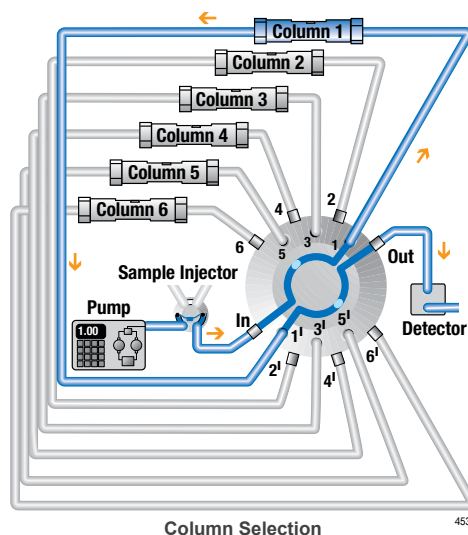 Column 1
Column 2
Column 3
Column 4
Column 5
Column 6
4
2
6
5
3
1
Out
Sample Injector
Pump
1.00
In
1ᴵ
3ᴵ
5ᴵ
Detector
2ᴵ
4ᴵ
6ᴵ
453
Column Selection